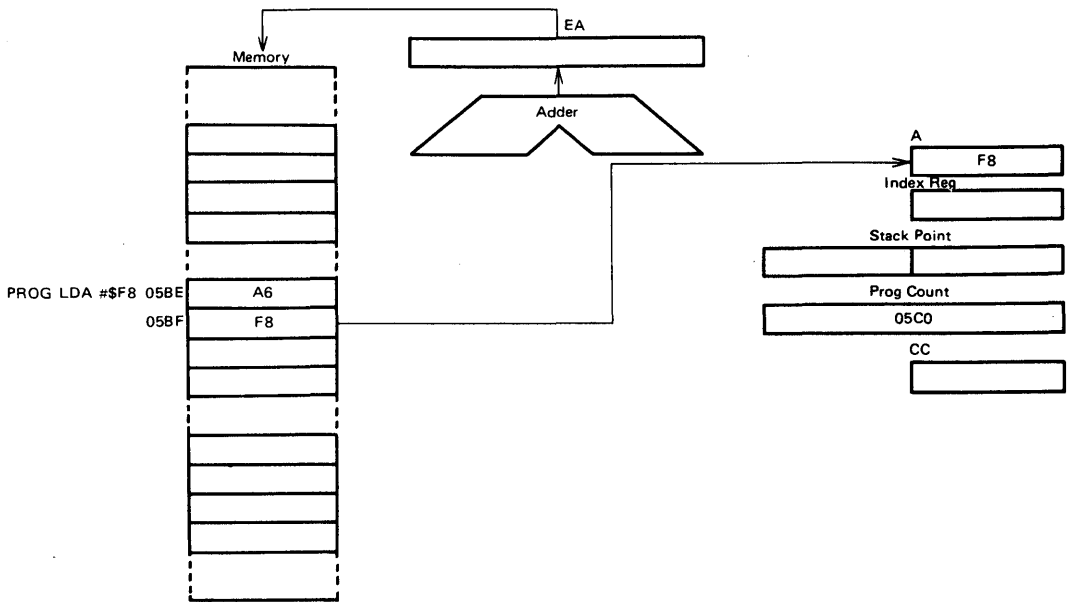 EA
Memory
Adder
A
F8
Index Reg
Stack Point
PROG LDA #$F8 05BE
A6
Prog Count
05BF
F8
05C0
CC